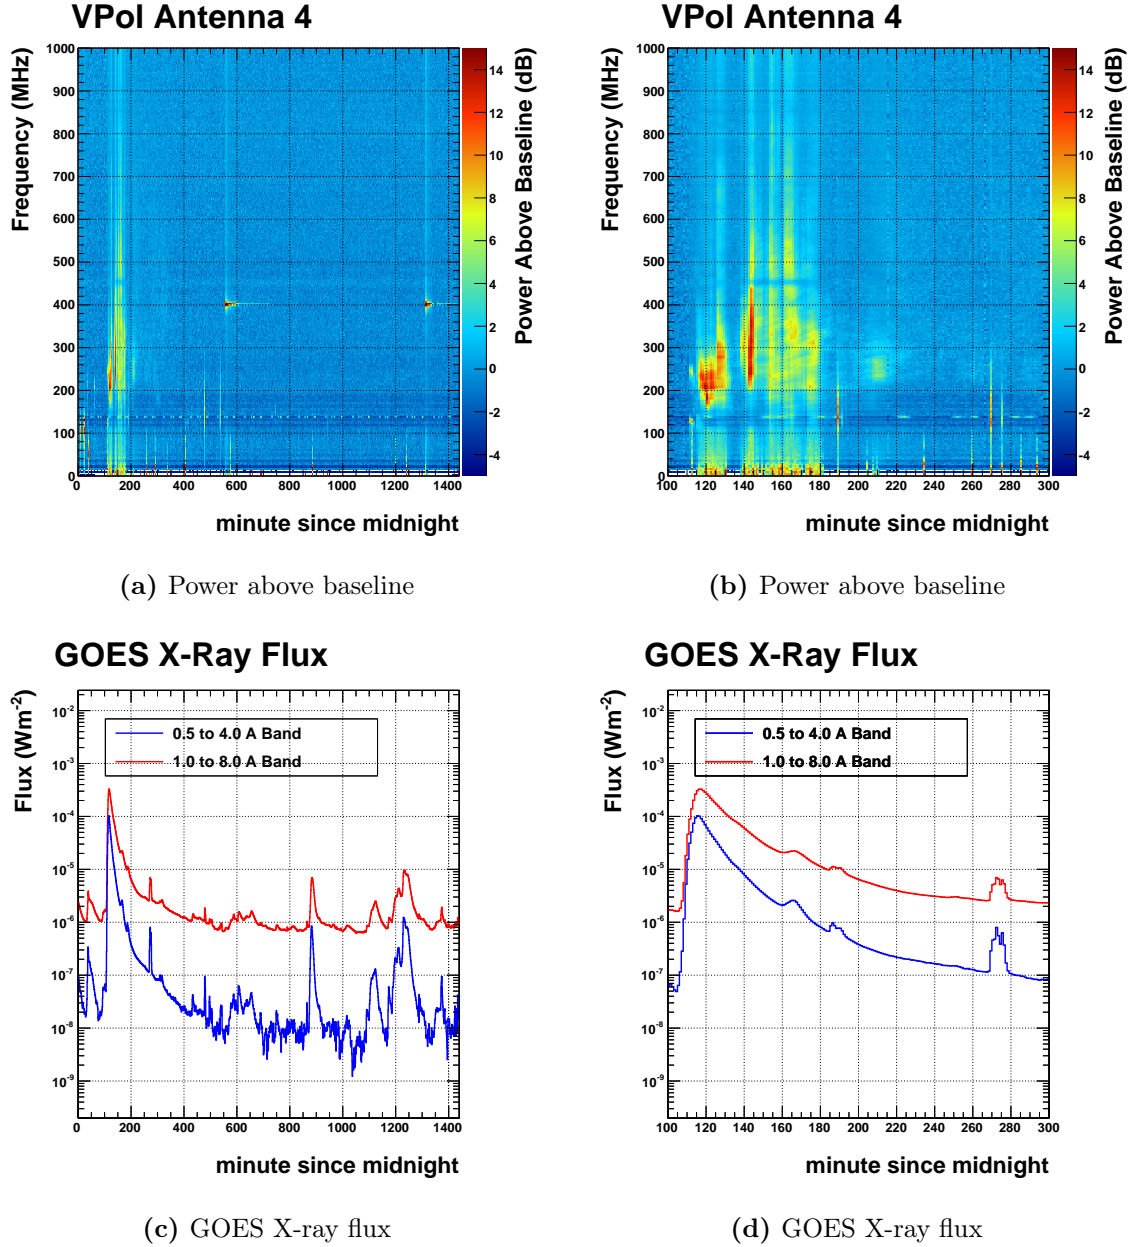 VPol Antenna 4
Frequency (MHz)
1000
900
800
700
600
500
400
300
200
100
0
0 200 400 600 800 1000 1200 1400
minute since midnight
14
12
10
8
6
4
2
0
-2
-4
Power Above Baseline (dB)
(a) Power above baseline
VPol Antenna 4
Frequency (MHz)
1000
900
800
700
600
500
400
300
200
100
0
100 120 140 160 180 200 220 240 260 280 300
minute since midnight
14
12
10
8
6
4
2
0
-2
-4
Power Above Baseline (dB)
(b) Power above baseline
GOES X-Ray Flux
Flux (Wm-2)
10-2
10-3
10-4
10-5
10-6
10-7
10-8
10-9
0.5 to 4.0 A Band
1.0 to 8.0 A Band
0 200 400 600 800 1000 1200 1400
minute since midnight
(c) GOES X-ray flux
GOES X-Ray Flux
Flux (Wm-2)
10-2
10-3
10-4
10-5
10-6
10-7
10-8
10-9
0.5 to 4.0 A Band
1.0 to 8.0 A Band
100 120 140 160 180 200 220 240 260 280 300
minute since midnight
(d) GOES X-ray flux